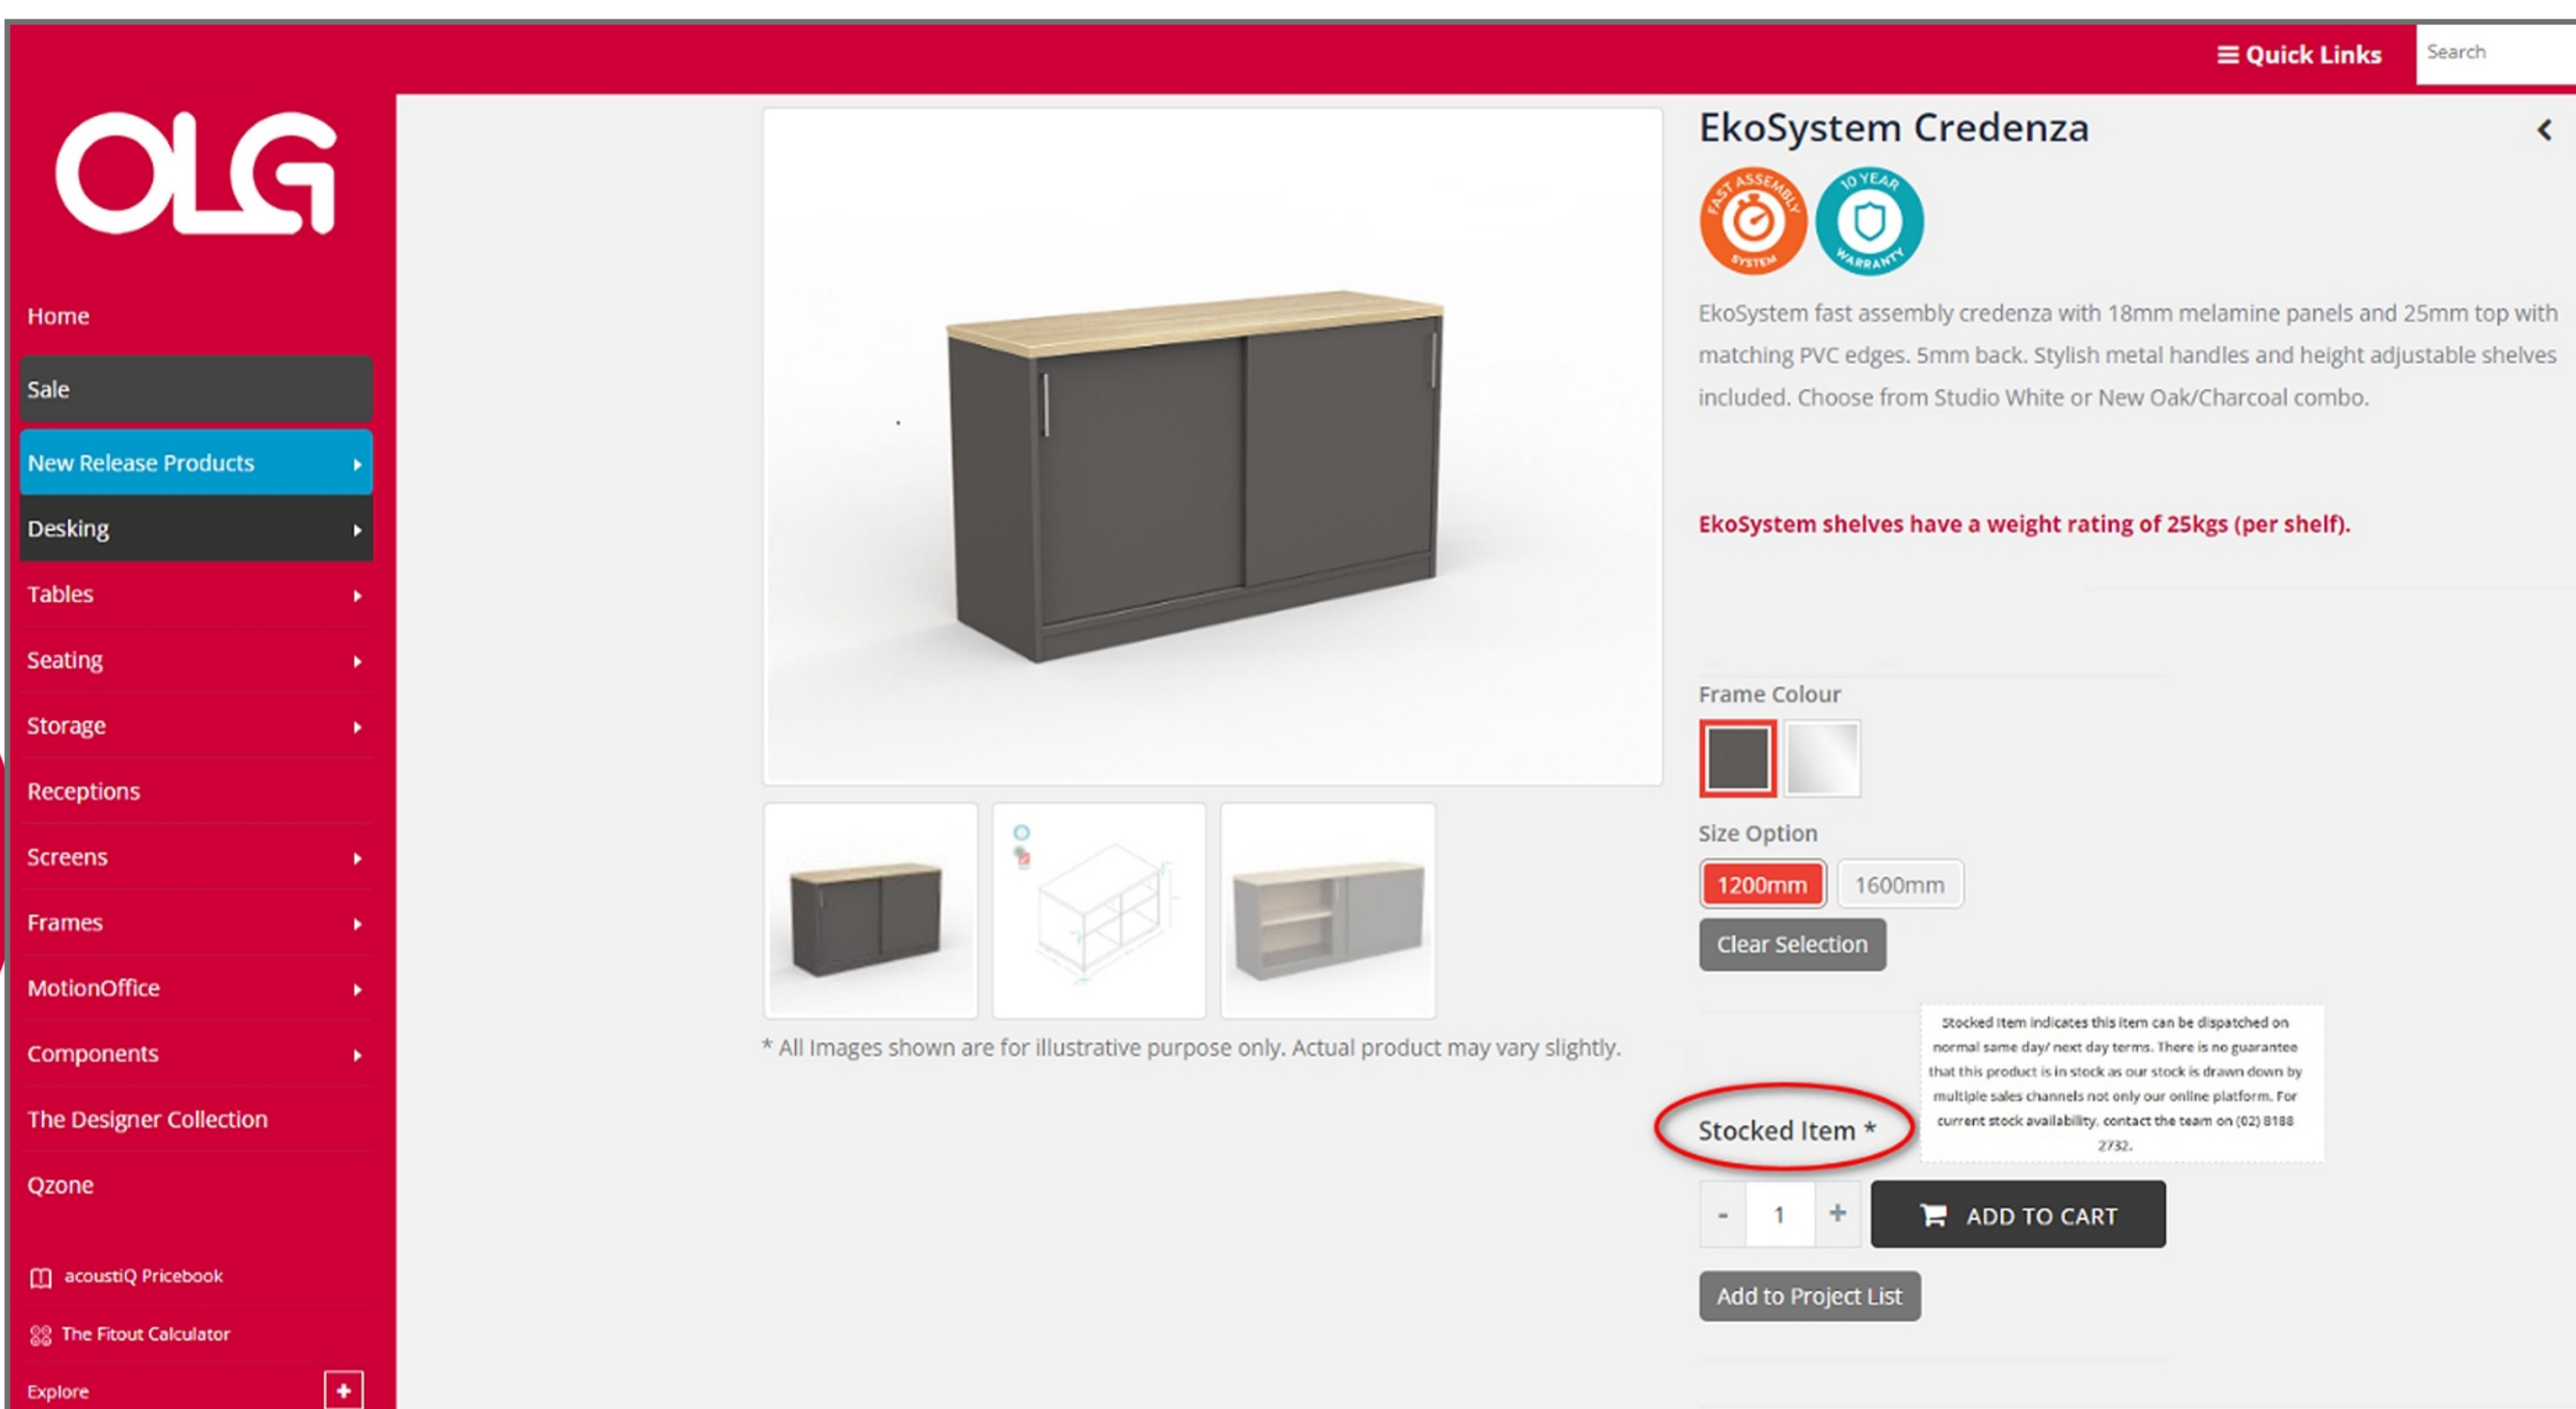 Quick Links
Search
OLG
Home
Sale
New Release Products
Desking
Tables
Seating
Storage
Receptions
Screens
Frames
MotionOffice
Components
The Designer Collection
Qzone
acoustiQ Pricebook
The Fitout Calculator
Explore
* All Images shown are for illustrative purpose only. Actual product may vary slightly.
EkoSystem Credenza
FAST ASSEMBLY SYSTEM
10 YEAR WARRANTY
EkoSystem fast assembly credenza with 18mm melamine panels and 25mm top with
matching PVC edges. 5mm back. Stylish metal handles and height adjustable shelves
included. Choose from Studio White or New Oak/Charcoal combo.
EkoSystem shelves have a weight rating of 25kgs (per shelf).
Frame Colour
Size Option
1200mm 1600mm
Clear Selection
Stocked Item indicates this item can be dispatched on
normal same day/ next day terms. There is no guarantee
that this product is in stock as our stock is drawn down by
multiple sales channels not only our online platform. For
current stock availability, contact the team on (02) 8188
2732.
Stocked Item *
- 1 +
ADD TO CART
Add to Project List